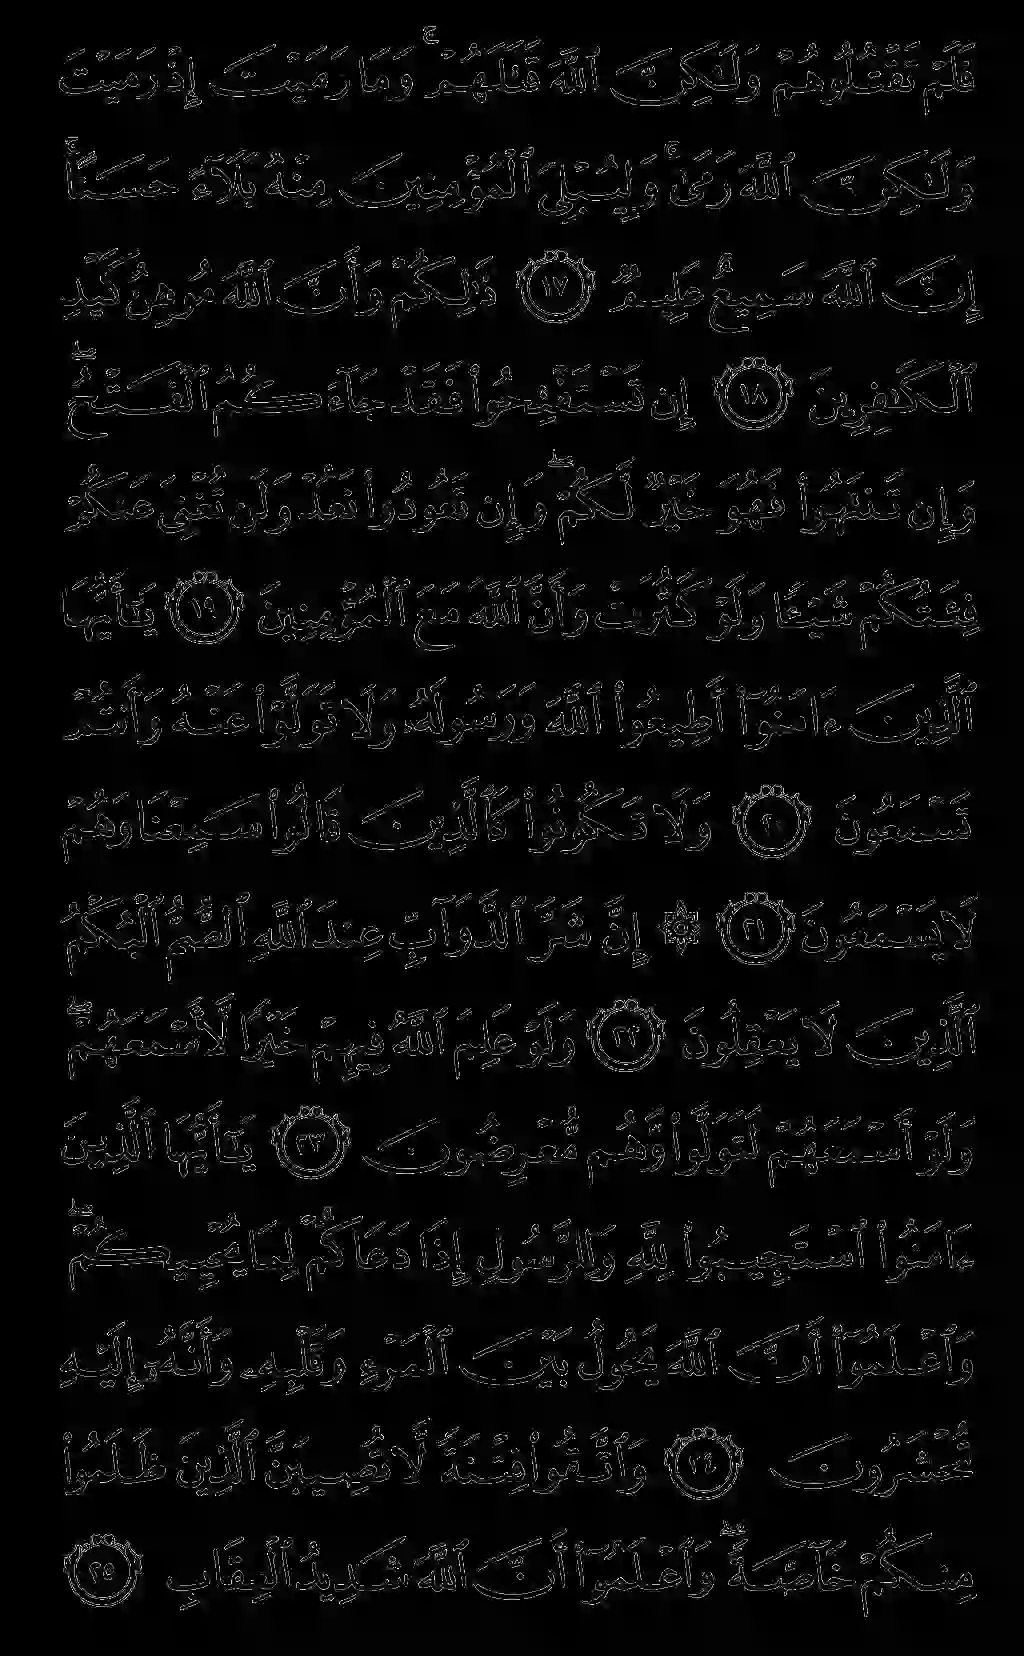 فَلَمْ تَقْتُلُوهُمْ وَلَـٰكِنَّ ٱللَّهَ قَتَلَهُمْ ۚ وَمَا رَمَيْتَ إِذْ رَمَيْتَ
وَلَـٰكِنَّ ٱللَّهَ رَمَىٰ ۚ وَلِيُبْلِىَ ٱلْمُؤْمِنِينَ مِنْهُ بَلَآءً حَسَنًا ۚ
إِنَّ ٱللَّهَ سَمِيعٌ عَلِيمٌ ١٧ ذَٰلِكُمْ وَأَنَّ ٱللَّهَ مُوهِنُ كَيْدِ
ٱلْكَـٰفِرِينَ ١٨ إِن تَسْتَفْتِحُوا۟ فَقَدْ جَآءَكُمُ ٱلْفَتْحُ ۖ
وَإِن تَنتَهُوا۟ فَهُوَ خَيْرٌ لَّكُمْ ۖ وَإِن تَعُودُوا۟ نَعُدْ وَلَن تُغْنِىَ عَنكُمْ
فِئَتُكُمْ شَيْـًٔا وَلَوْ كَثُرَتْ وَأَنَّ ٱللَّهَ مَعَ ٱلْمُؤْمِنِينَ ١٩ يَـٰٓأَيُّهَا
ٱلَّذِينَ ءَامَنُوٓا۟ أَطِيعُوا۟ ٱللَّهَ وَرَسُولَهُۥ وَلَا تَوَلَّوْا۟ عَنْهُ وَأَنتُمْ
تَسْمَعُونَ ٢٠ وَلَا تَكُونُوا۟ كَٱلَّذِينَ قَالُوا۟ سَمِعْنَا وَهُمْ
لَا يَسْمَعُونَ ٢١ ۞ إِنَّ شَرَّ ٱلدَّوَآبِّ عِندَ ٱللَّهِ ٱلصُّمُّ ٱلْبُكْمُ
ٱلَّذِينَ لَا يَعْقِلُونَ ٢٢ وَلَوْ عَلِمَ ٱللَّهُ فِيهِمْ خَيْرًا لَّأَسْمَعَهُمْ ۖ
وَلَوْ أَسْمَعَهُمْ لَتَوَلَّوا۟ وَّهُم مُّعْرِضُونَ ٢٣ يَـٰٓأَيُّهَا ٱلَّذِينَ
ءَامَنُوا۟ ٱسْتَجِيبُوا۟ لِلَّهِ وَلِلرَّسُولِ إِذَا دَعَاكُمْ لِمَا يُحْيِيكُمْ ۖ
وَٱعْلَمُوٓا۟ أَنَّ ٱللَّهَ يَحُولُ بَيْنَ ٱلْمَرْءِ وَقَلْبِهِۦ وَأَنَّهُۥٓ إِلَيْهِ
تُحْشَرُونَ ٢٤ وَٱتَّقُوا۟ فِتْنَةً لَّا تُصِيبَنَّ ٱلَّذِينَ ظَلَمُوا۟
مِنكُمْ خَآصَّةً ۖ وَٱعْلَمُوٓا۟ أَنَّ ٱللَّهَ شَدِيدُ ٱلْعِقَابِ ٢٥